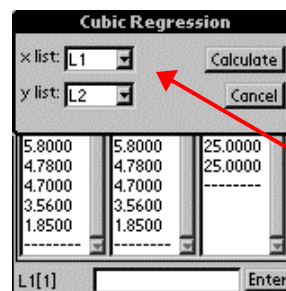 Cubic Regression
x list: L1 Calculate
y list: L2 Cancel
5.8000 5.8000 25.0000
4.7800 4.7800 25.0000
4.7000 4.7000 --------
3.5600 3.5600
1.8500 1.8500
-------- --------
L1[1] Enter